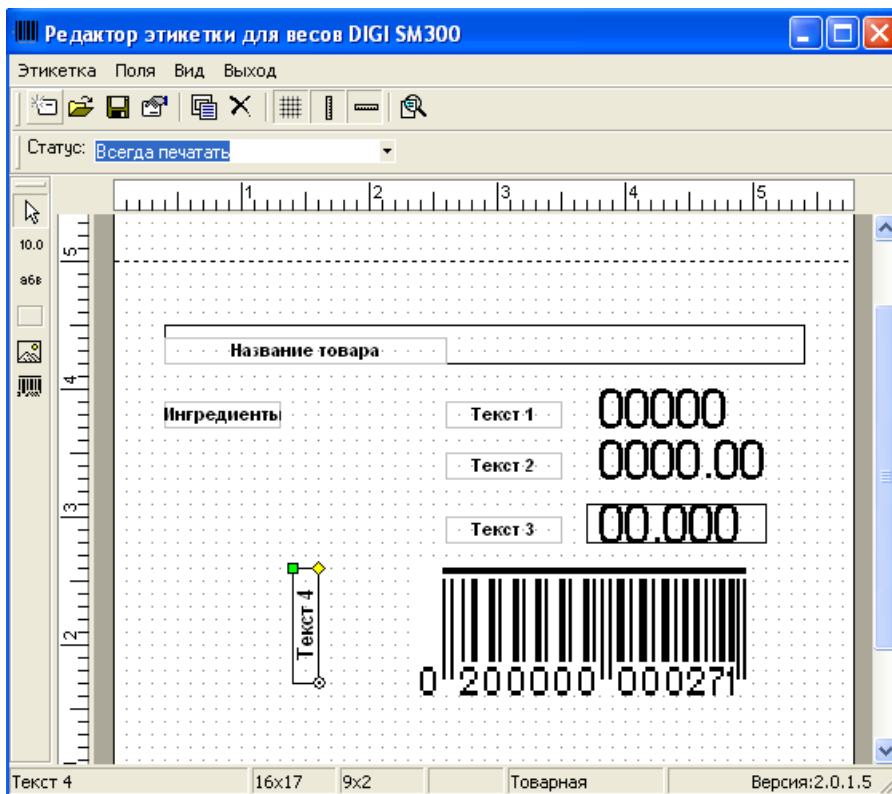 Редактор этикетки для весов DIGI SM300
Этикетка Поля Вид Выход
Статус: Всегда печатать
1 2 3 4 5
10.0
абв
5
4
3
2
Название товара
Ингредиенты Текст 1 00000
Текст 2 0000.00
Текст 3 00.000
Текст 4
0 200000 000271
Текст 4 16x17 9x2 Товарная Версия:2.0.1.5